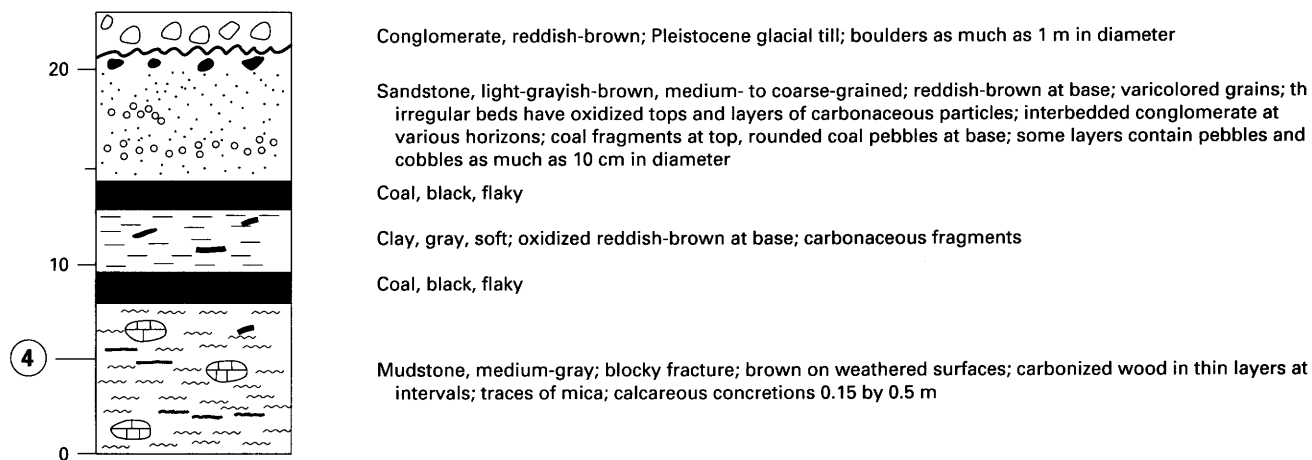 Conglomerate, reddish-brown; Pleistocene glacial till; boulders as much as 1 m in diameter
20
Sandstone, light-grayish-brown, medium- to coarse-grained; reddish-brown at base; varicolored grains; th
irregular beds have oxidized tops and layers of carbonaceous particles; interbedded conglomerate at
various horizons; coal fragments at top, rounded coal pebbles at base; some layers contain pebbles and
cobbles as much as 10 cm in diameter
Coal, black, flaky
Clay, gray, soft; oxidized reddish-brown at base; carbonaceous fragments
10
Coal, black, flaky
4
Mudstone, medium-gray; blocky fracture; brown on weathered surfaces; carbonized wood in thin layers at
intervals; traces of mica; calcareous concretions 0.15 by 0.5 m
0